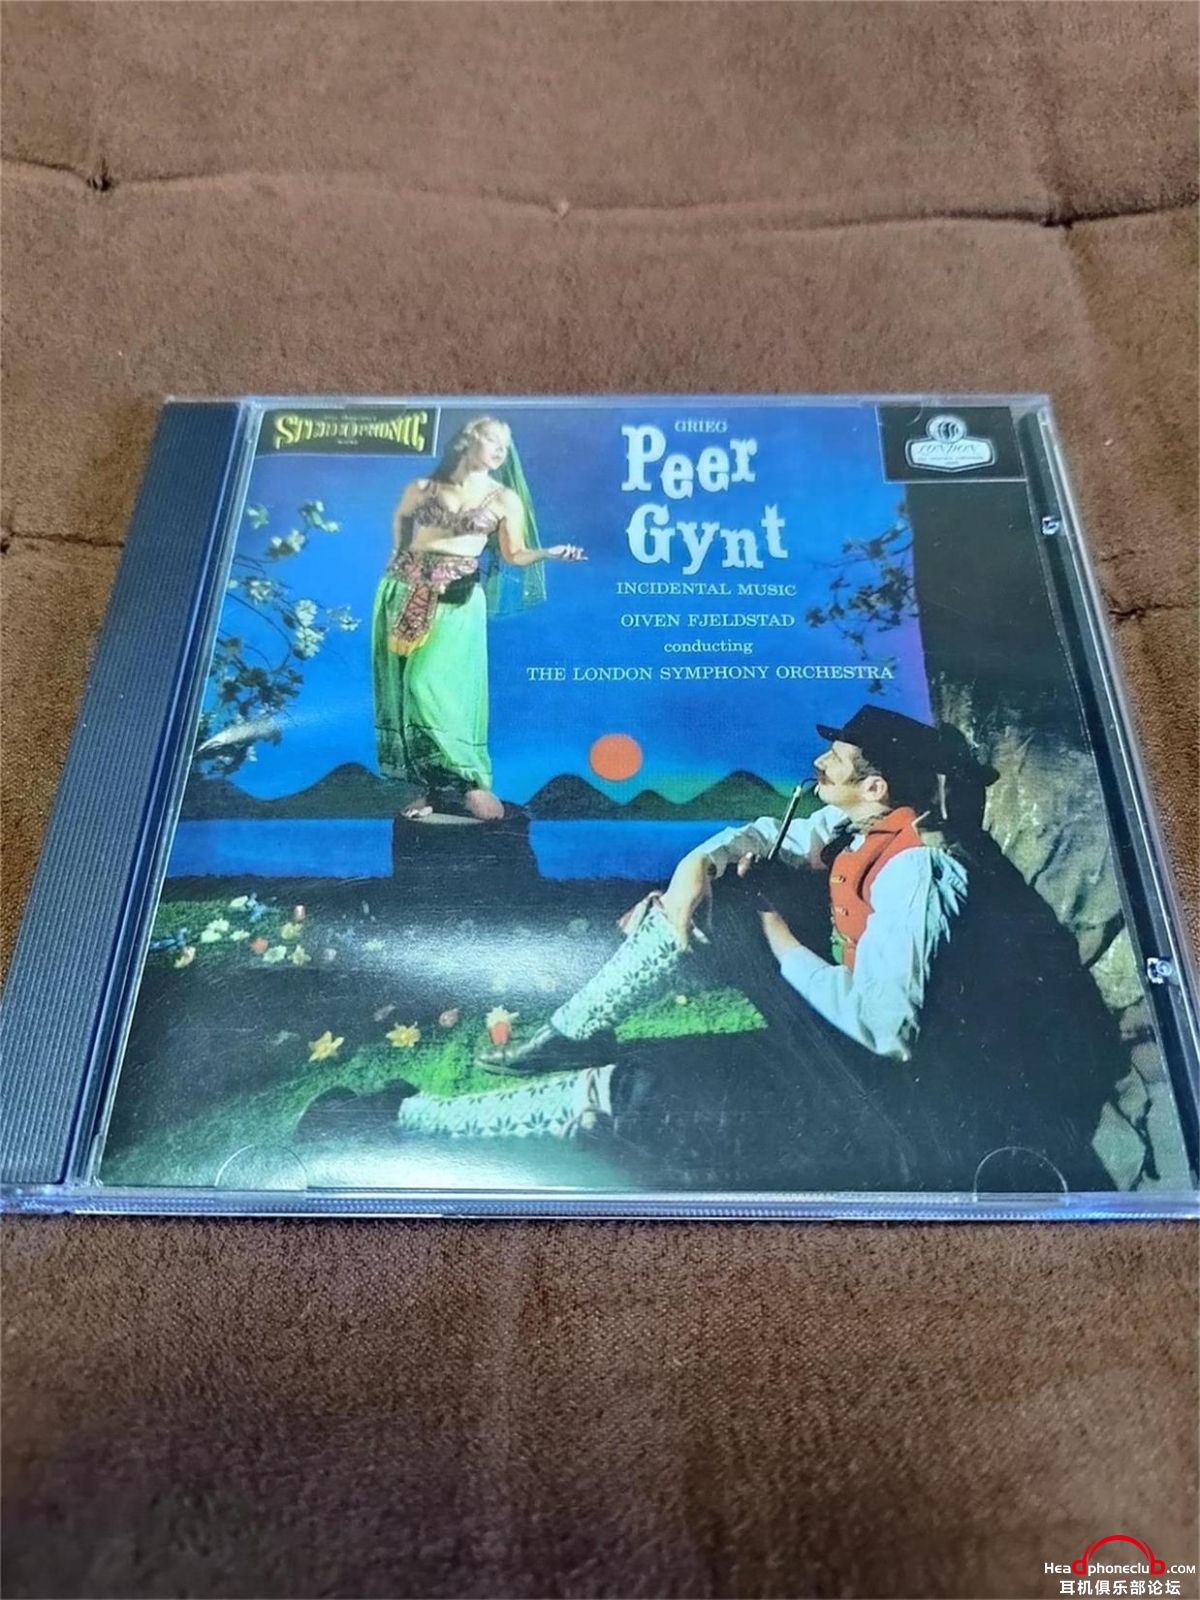 STEREOPHONIC
GRIEG
Peer
Gynt
LONDON
INCIDENTAL MUSIC
OIVEN FJELDSTAD
conducting
THE LONDON SYMPHONY ORCHESTRA
Headphoneclub.com
耳机俱乐部论坛